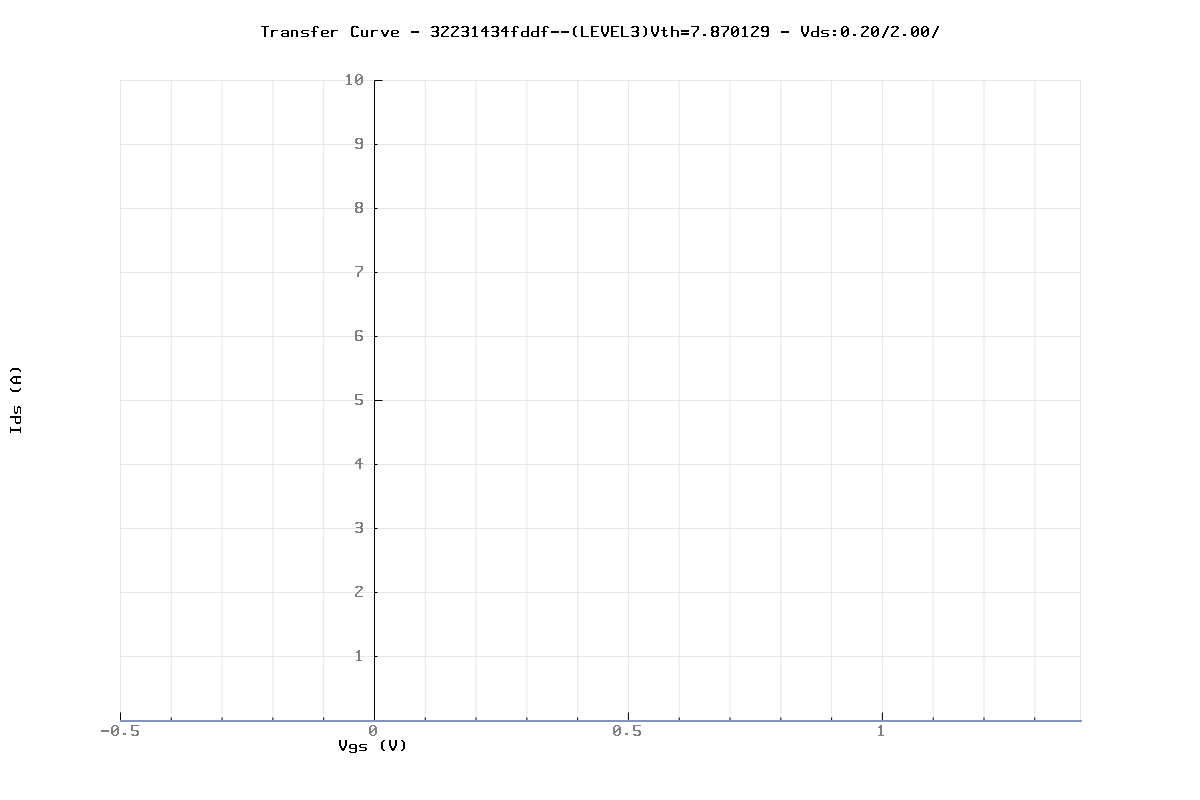 Transfer Curve - 32231434fddf--(LEVEL3)Vth=7.870129 - Vds:0.20/2.00/
10
9
8
7
6
Ids (A)
5
4
3
2
1
-0.5 0 0.5 1
Vgs (V)